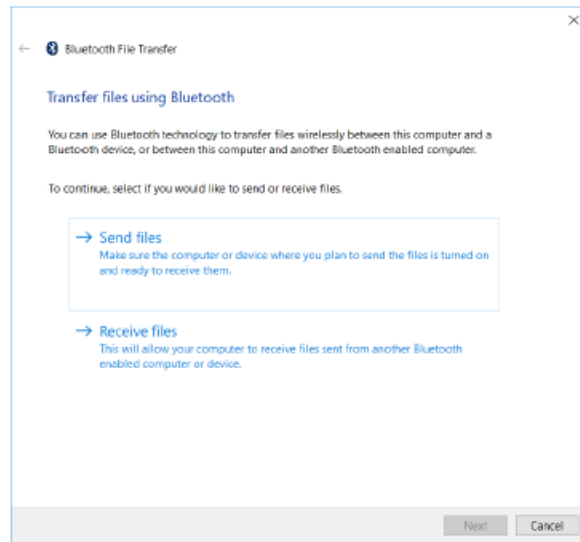 Bluetooth File Transfer
Transfer files using Bluetooth
You can use Bluetooth technology to transfer files wirelessly between this computer and a
Bluetooth device, or between this computer and another Bluetooth enabled computer.
To continue, select if you would like to send or receive files.
Send files
Make sure the computer or device where you plan to send the files is turned on
and ready to receive them.
Receive files
This will allow your computer to receive files sent from another Bluetooth
enabled computer or device.
Next Cancel